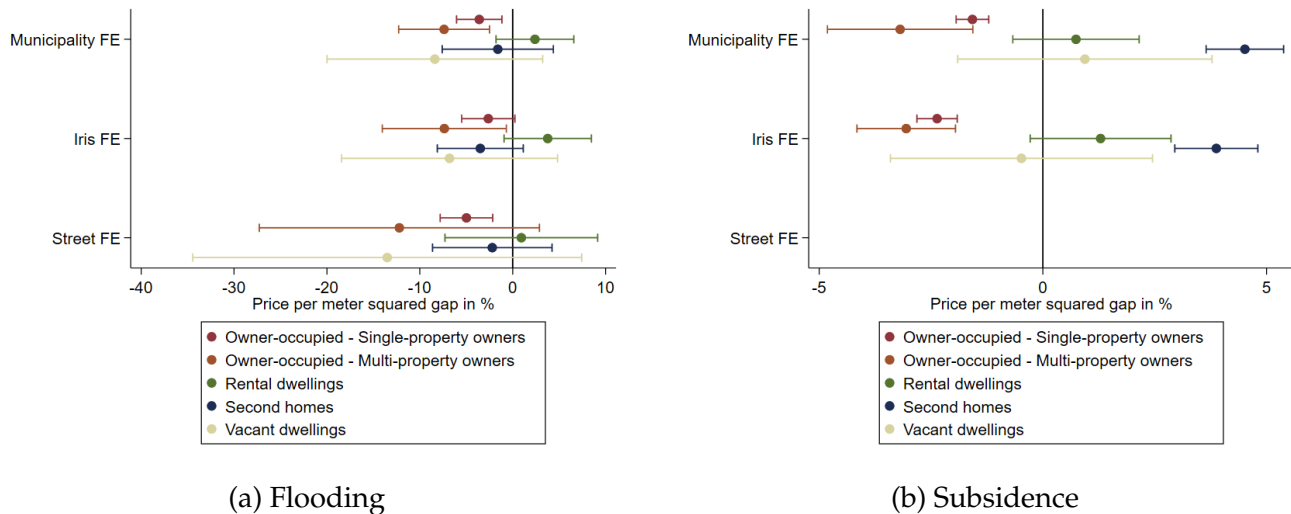 Municipality FE
Iris FE
Street FE
-40 -30 -20 -10 0 10
Price per meter squared gap in %
Owner-occupied - Single-property owners
Owner-occupied - Multi-property owners
Rental dwellings
Second homes
Vacant dwellings
(a) Flooding
Municipality FE
Iris FE
Street FE
-5 0 5
Price per meter squared gap in %
Owner-occupied - Single-property owners
Owner-occupied - Multi-property owners
Rental dwellings
Second homes
Vacant dwellings
(b) Subsidence